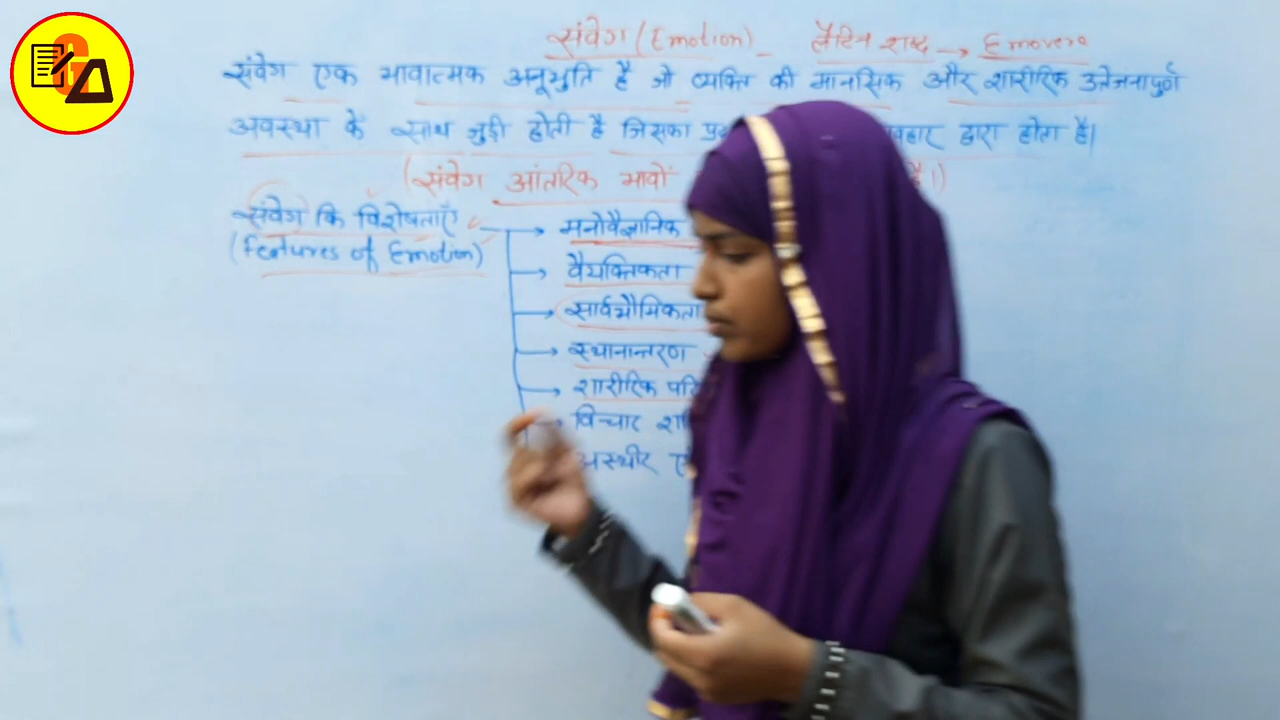 संवेग (Emotion) लैटिन शब्द → Emovere
संवेग एक भावात्मक अनूभुति है जो व्यक्ति की मानसिक और शारीरिक उत्तेजनापुर्ण
अवस्था के साथ जुड़ी होती है जिसका द्वारा होता है।
(संवेग आंतरिक भावों है।)
संवेग कि विशेषताएँ
(Features of Emotion)
→ मनोवैज्ञानिक
→ वैयक्तिकता
→ सार्वभौमिकता
→ स्थानान्तरण
→ शारीरिक
→ विचार
अस्थीर